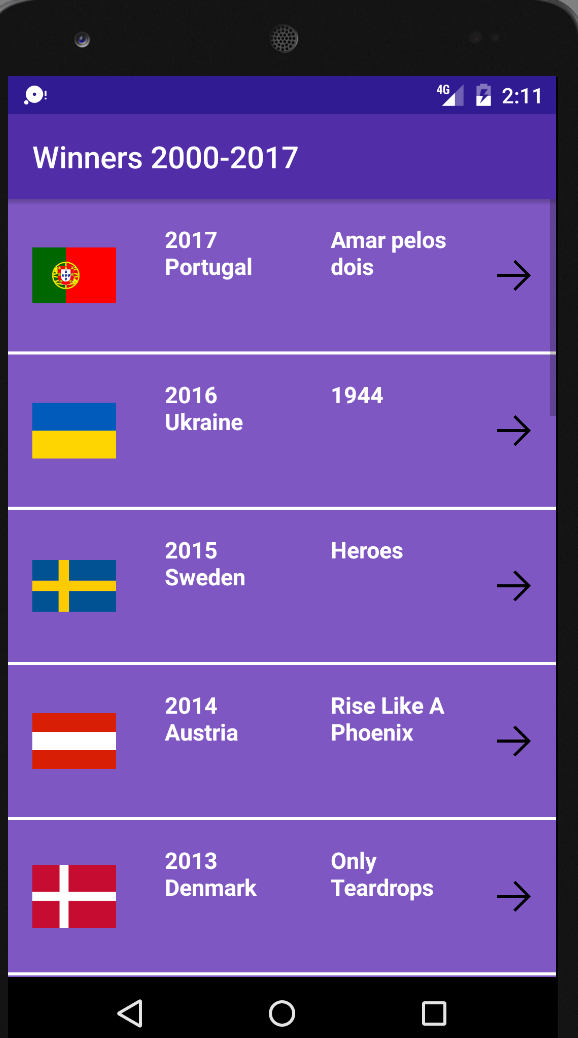 4G 2:11
Winners 2000-2017
2017
Portugal
Amar pelos
dois
2016
Ukraine
1944
2015
Sweden
Heroes
2014
Austria
Rise Like A
Phoenix
2013
Denmark
Only
Teardrops